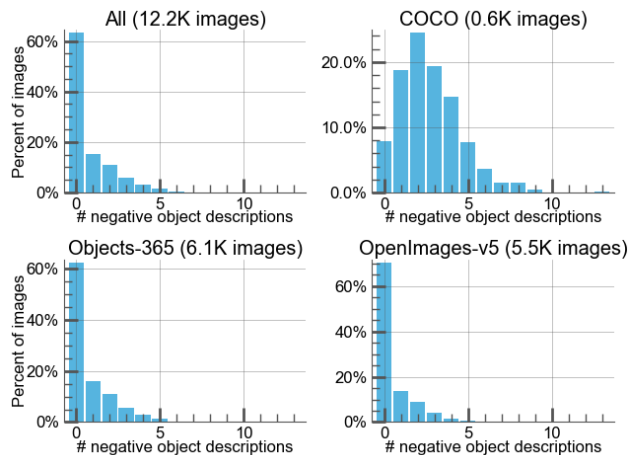 All (12.2K images)
Percent of images
60%
40%
20%
0%
0
5
10
# negative object descriptions
COCO (0.6K images)
20.0%
10.0%
0.0%
0
5
10
# negative object descriptions
Objects-365 (6.1K images)
Percent of images
60%
40%
20%
0%
0
5
10
# negative object descriptions
OpenImages-v5 (5.5K images)
60%
40%
20%
0%
0
5
10
# negative object descriptions